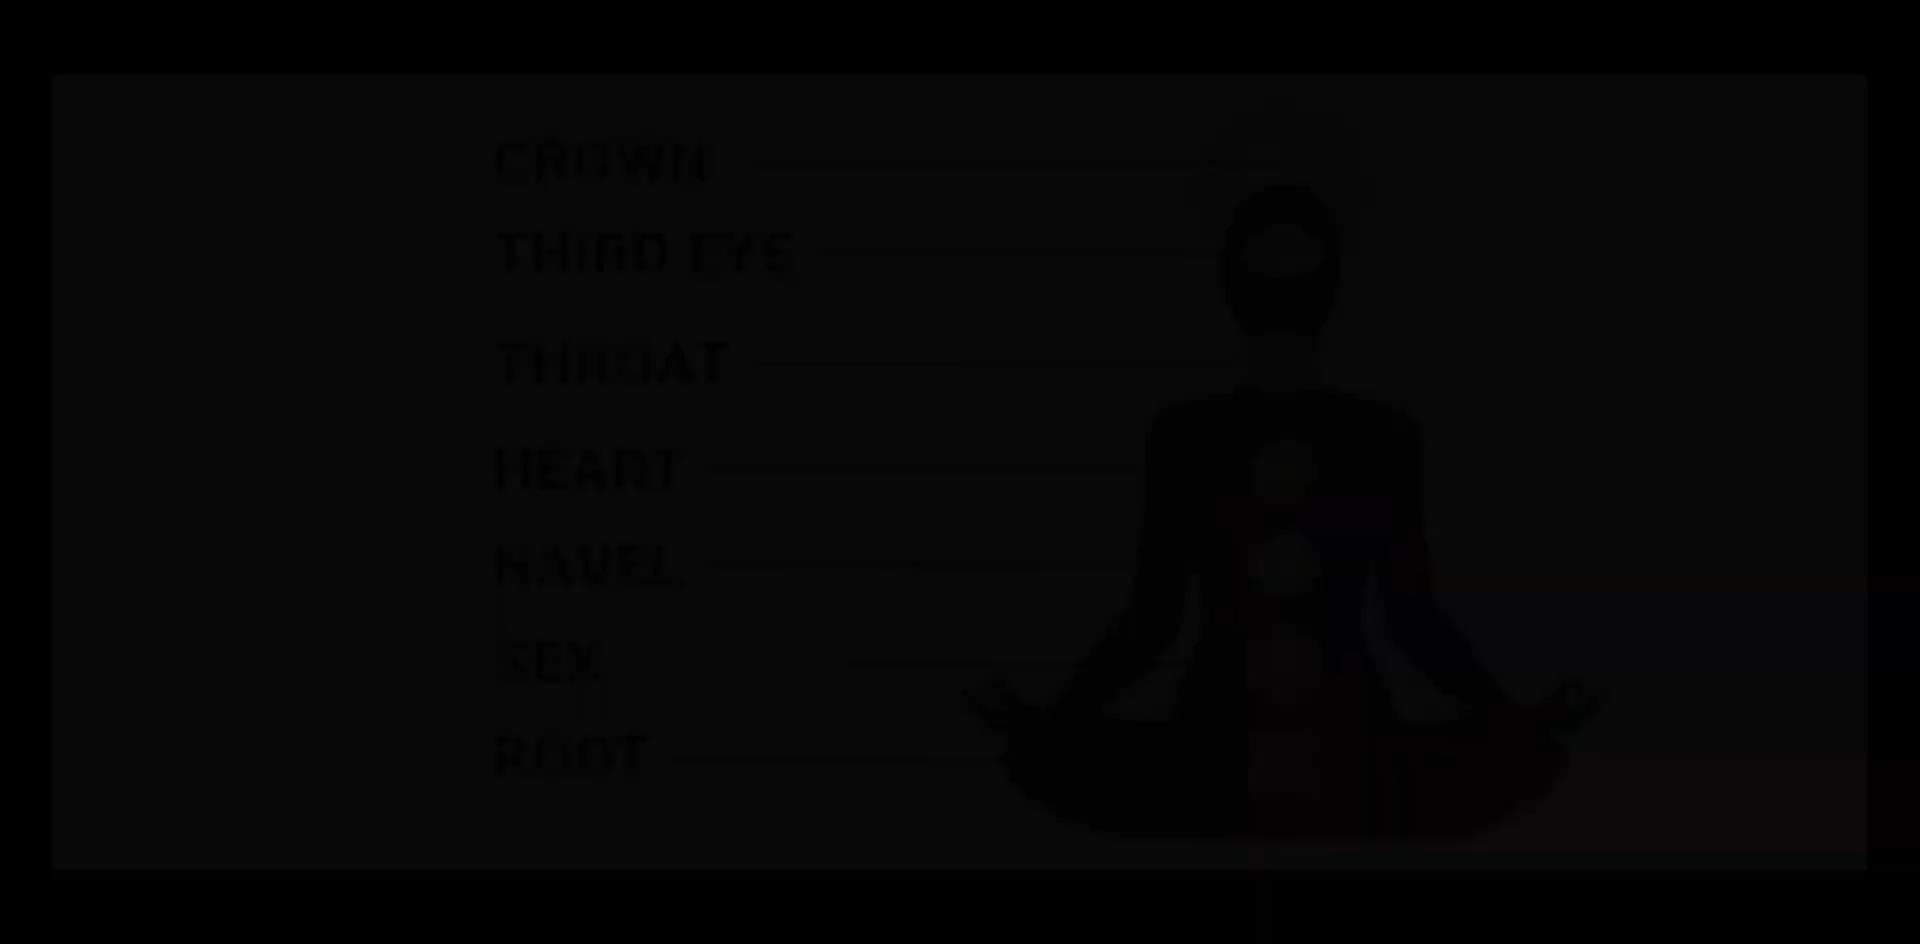 CROWN
THIRD EYE
THROAT
HEART
NAVEL
SEX
ROOT